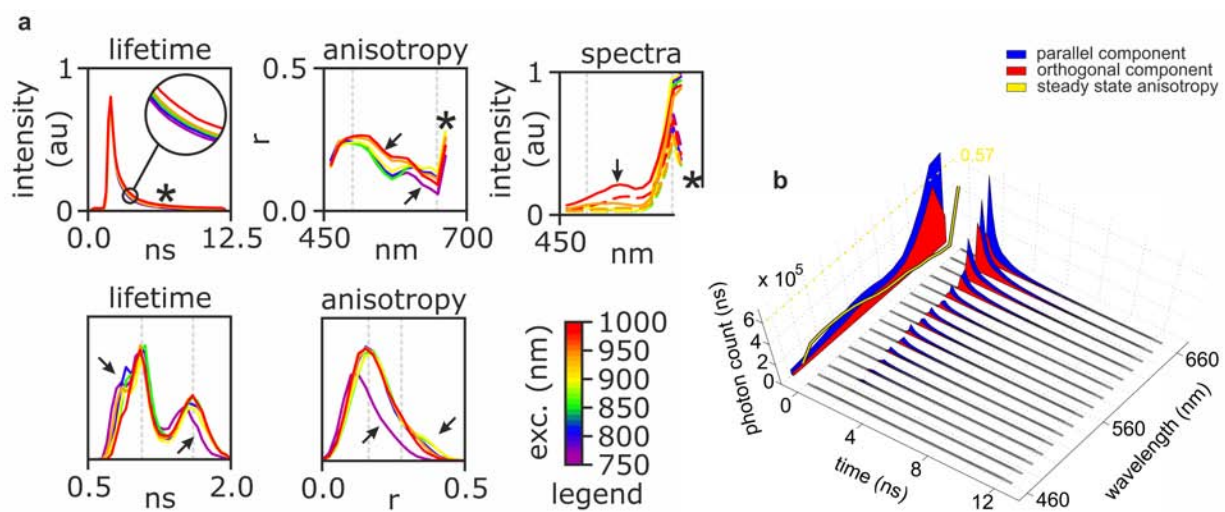 a
lifetime
1
intensity
(au)
0
*
0.0
ns
12.5
anisotropy
0.5
r
0.0
*
450
nm
700
spectra
1
intensity
(au)
0
*
450
nm
lifetime
0.5
ns
2.0
anisotropy
0.0
r
0.5
exc. (nm)
1000
950
900
850
800
750
legend
parallel component
orthogonal component
steady state anisotropy
b
0.57
x 10⁵
photon count (ns)
6
4
2
0
0
4
8
12
time (ns)
460
560
660
wavelength (nm)